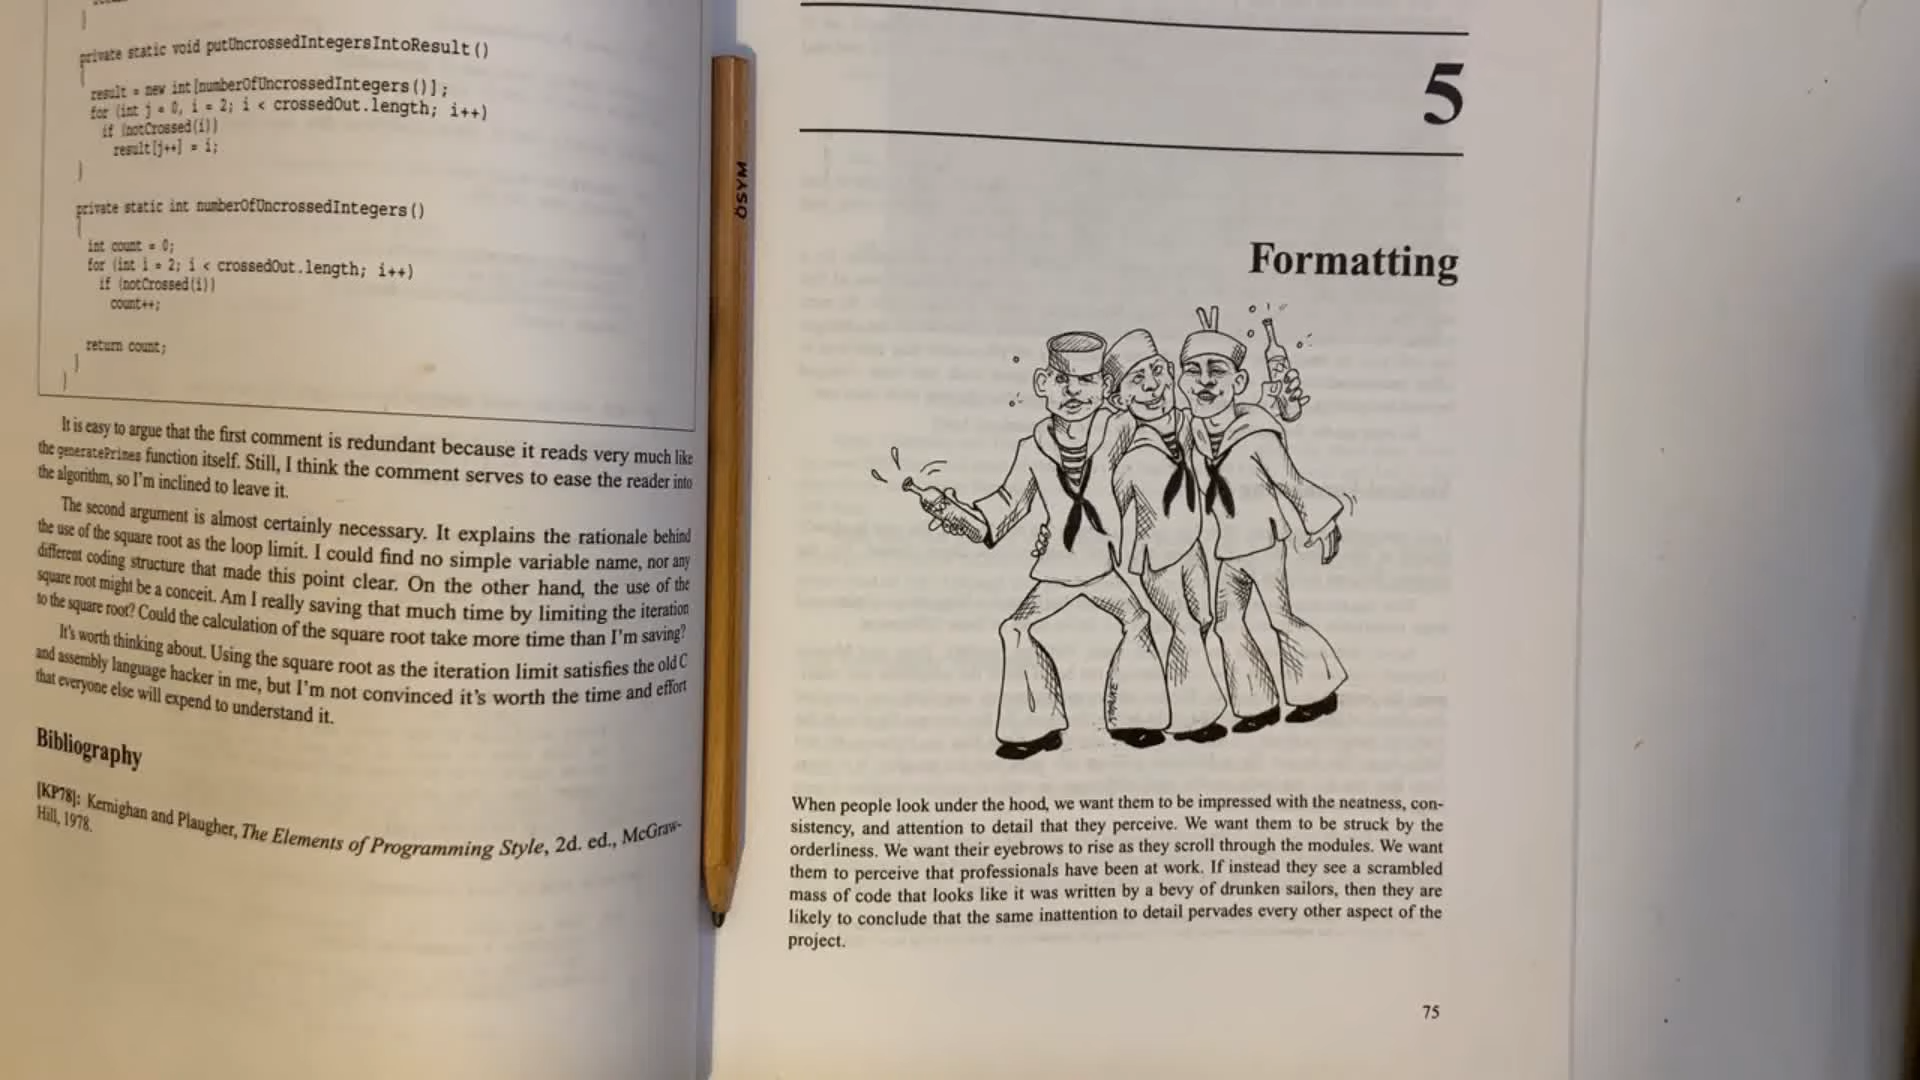 private static void putUncrossedIntegersIntoResult()
result = new int[numberOfUncrossedIntegers()];
for (int j = 0, i = 2; i < crossedOut.length; i++)
if (notCrossed(i))
result[j++] = i;
}
private static int numberOfUncrossedIntegers()
{
int count = 0;
for (int i = 2; i < crossedOut.length; i++)
if (notCrossed(i))
count++;
return count;
}
}
It is easy to argue that the first comment is redundant because it reads very much like
the generatePrimes function itself. Still, I think the comment serves to ease the reader into
the algorithm, so I'm inclined to leave it.
The second argument is almost certainly necessary. It explains the rationale behind
the use of the square root as the loop limit. I could find no simple variable name, nor any
different coding structure that made this point clear. On the other hand, the use of the
square root might be a conceit. Am I really saving that much time by limiting the iteration
to the square root? Could the calculation of the square root take more time than I'm saving?
It's worth thinking about. Using the square root as the iteration limit satisfies the old C
and assembly language hacker in me, but I'm not convinced it's worth the time and effort
that everyone else will expend to understand it.
Bibliography
[KP78]: Kernighan and Plaugher, The Elements of Programming Style, 2d. ed., McGraw-
Hill, 1978.
ÖSYM
5
Formatting
When people look under the hood, we want them to be impressed with the neatness, con-
sistency, and attention to detail that they perceive. We want them to be struck by the
orderliness. We want their eyebrows to rise as they scroll through the modules. We want
them to perceive that professionals have been at work. If instead they see a scrambled
mass of code that looks like it was written by a bevy of drunken sailors, then they are
likely to conclude that the same inattention to detail pervades every other aspect of the
project.
75